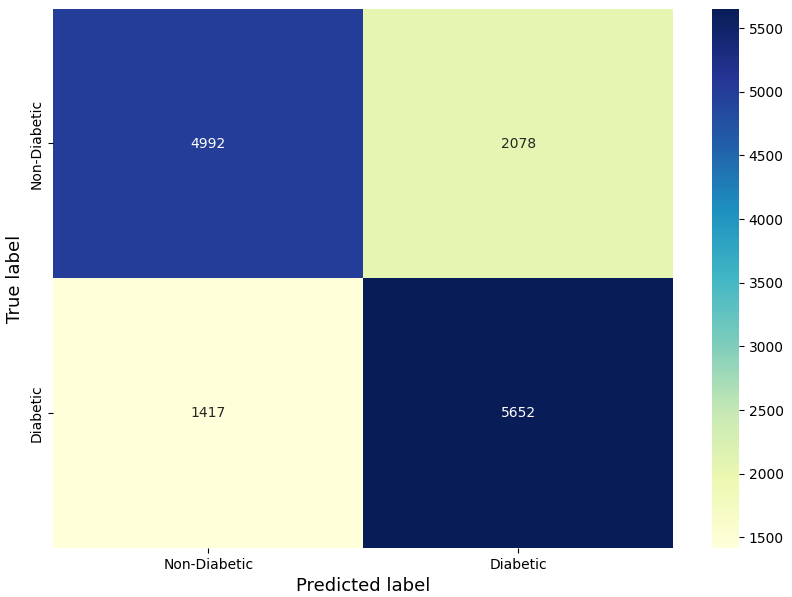 True label
Non-Diabetic
Diabetic
4992
2078
1417
5652
Non-Diabetic
Diabetic
Predicted label
5500
5000
4500
4000
3500
3000
2500
2000
1500